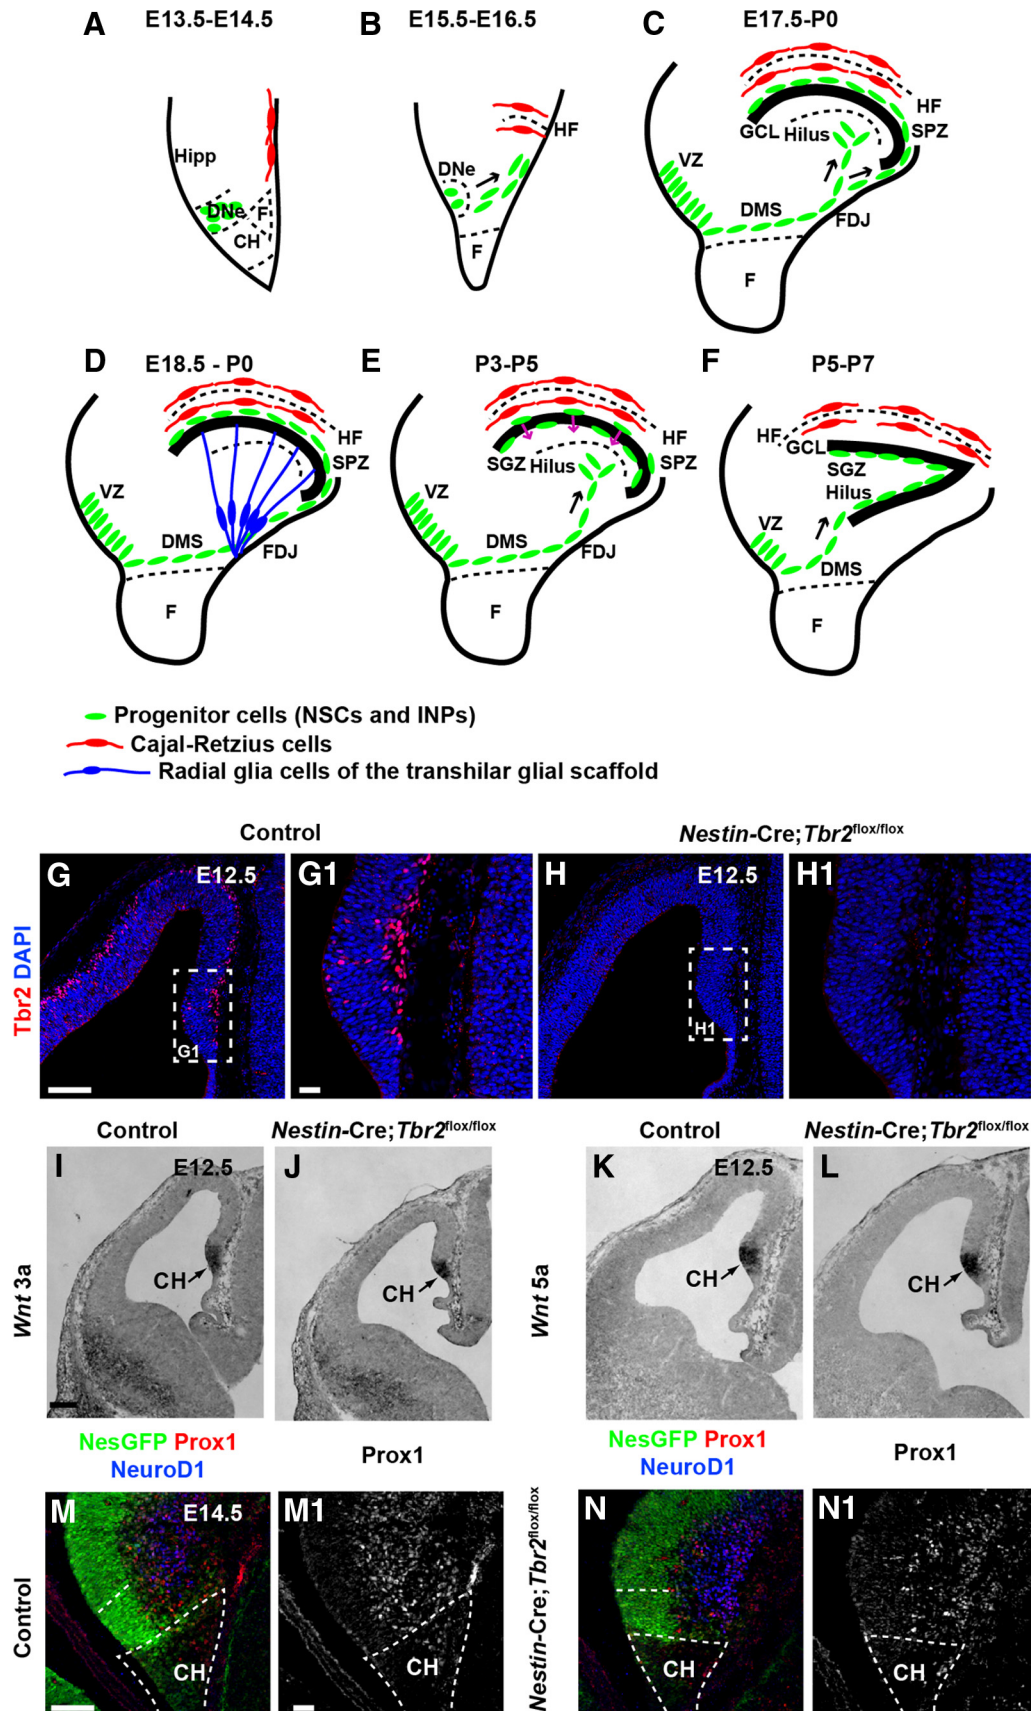 A E13.5-E14.5
Hipp
DNe
F
CH
B E15.5-E16.5
HF
DNe
F
C E17.5-P0
HF
GCL Hilus SPZ
VZ
DMS
FDJ
F
D E18.5 - P0
HF
SPZ
VZ
DMS
FDJ
F
E P3-P5
HF
SGZ Hilus SPZ
VZ
DMS
FDJ
F
F P5-P7
HF
GCL
SGZ
Hilus
VZ
DMS
F
Progenitor cells (NSCs and INPs)
Cajal-Retzius cells
Radial glia cells of the transhilar glial scaffold
Control
Nestin-Cre;Tbr2flox/flox
Tbr2 DAPI
G E12.5
G1
G1
H E12.5
H1
H1
Control
Nestin-Cre;Tbr2flox/flox
Control
Nestin-Cre;Tbr2flox/flox
Wnt 3a
I E12.5
CH
J
CH
Wnt 5a
K E12.5
CH
L
CH
NesGFP Prox1
NeuroD1
Prox1
NesGFP Prox1
NeuroD1
Prox1
Control
M E14.5
CH
M1
CH
Nestin-Cre;Tbr2flox/flox
N
CH
N1
CH